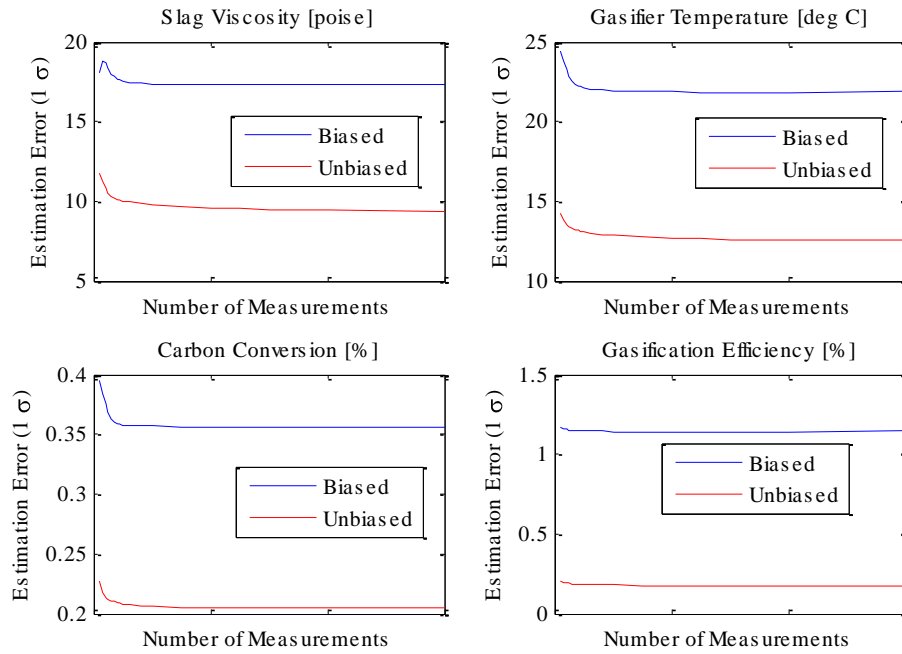 Slag Viscosity [poise]
20
15
10
5
Estimation Error (1 σ)
Biased
Unbiased
Number of Measurements
Gasifier Temperature [deg C]
25
20
15
10
Estimation Error (1 σ)
Biased
Unbiased
Number of Measurements
Carbon Conversion [%]
0.4
0.35
0.3
0.25
0.2
Estimation Error (1 σ)
Biased
Unbiased
Number of Measurements
Gasification Efficiency [%]
1.5
1
0.5
0
Estimation Error (1 σ)
Biased
Unbiased
Number of Measurements